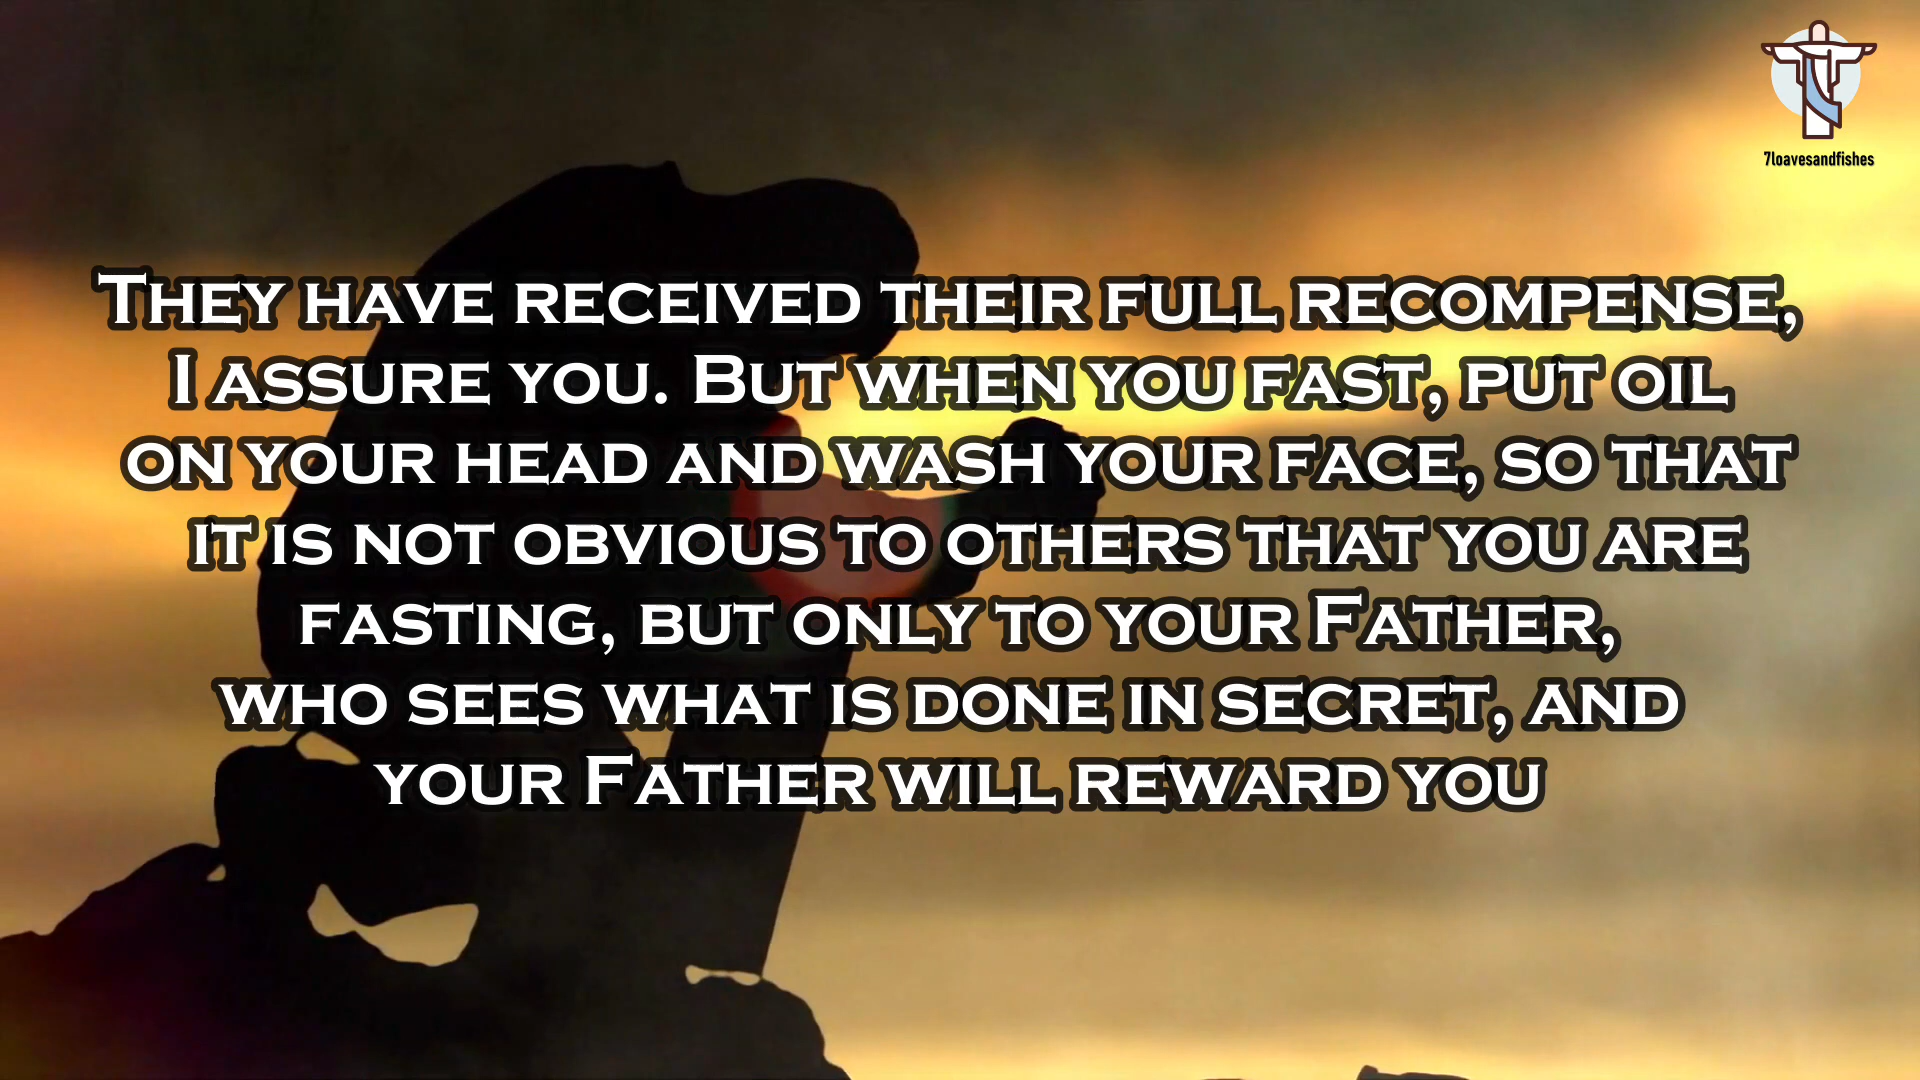 7loavesandfishes
They have received their full recompense,
I assure you. But when you fast, put oil
on your head and wash your face, so that
it is not obvious to others that you are
fasting, but only to your Father,
who sees what is done in secret, and
your Father will reward you